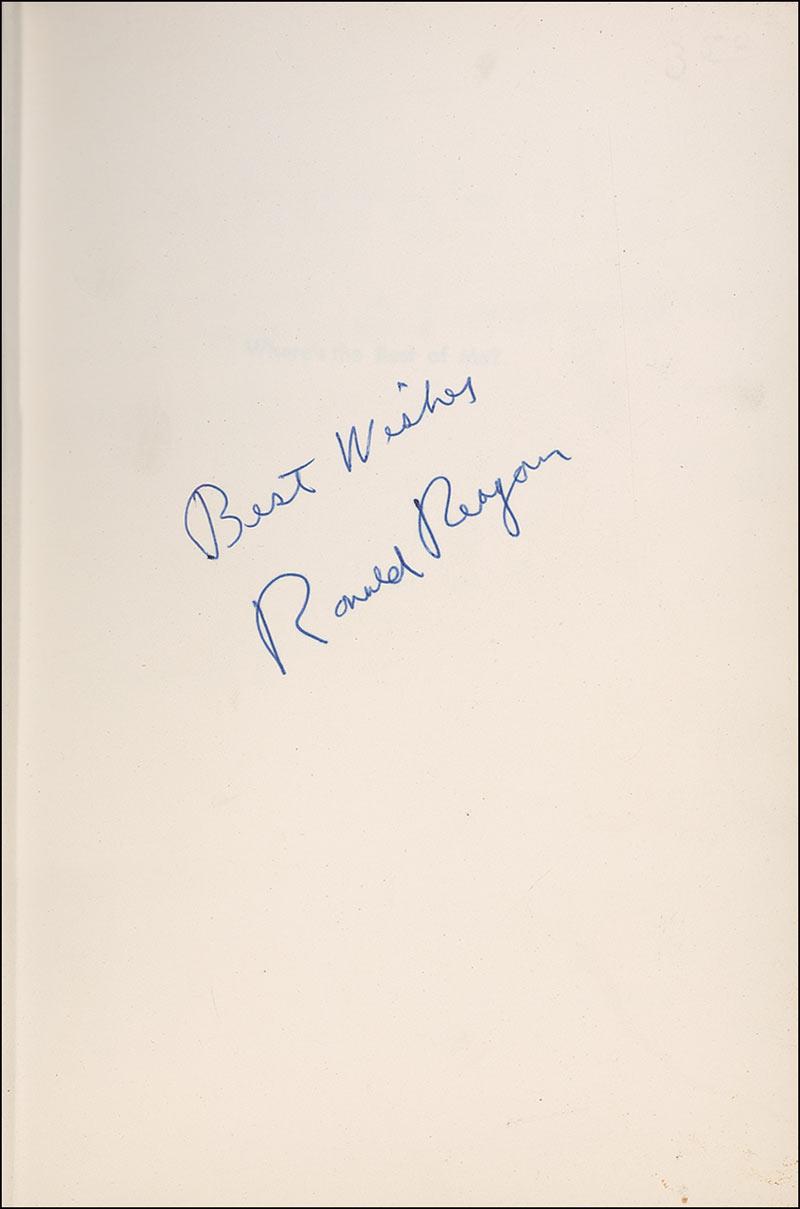 Where's the Rest of Me?
Best Wishes
Ronald Reagan